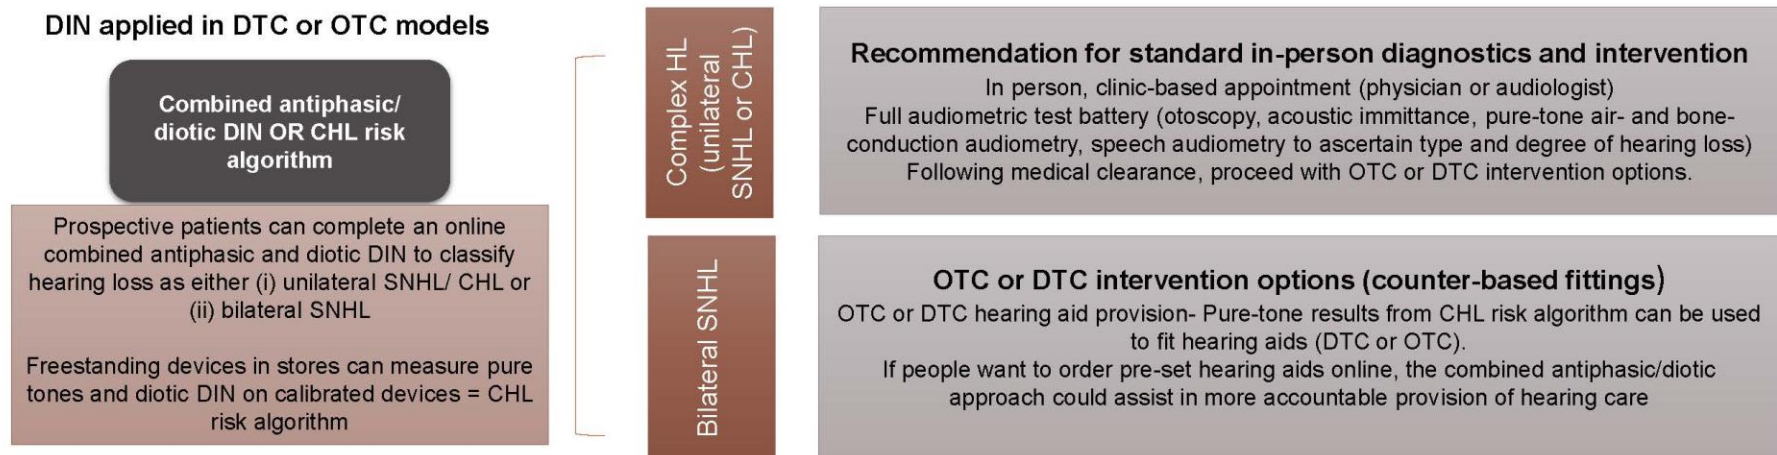 DIN applied in DTC or OTC models
Combined antiphasic/
diotic DIN OR CHL risk
algorithm
Prospective patients can complete an online
combined antiphasic and diotic DIN to classify
hearing loss as either (i) unilateral SNHL/ CHL or
(ii) bilateral SNHL
Freestanding devices in stores can measure pure
tones and diotic DIN on calibrated devices = CHL
risk algorithm
Complex HL
(unilateral
SNHL or CHL)
Recommendation for standard in-person diagnostics and intervention
In person, clinic-based appointment (physician or audiologist)
Full audiometric test battery (otoscopy, acoustic immittance, pure-tone air- and bone-
conduction audiometry, speech audiometry to ascertain type and degree of hearing loss)
Following medical clearance, proceed with OTC or DTC intervention options.
Bilateral SNHL
OTC or DTC intervention options (counter-based fittings)
OTC or DTC hearing aid provision- Pure-tone results from CHL risk algorithm can be used
to fit hearing aids (DTC or OTC).
If people want to order pre-set hearing aids online, the combined antiphasic/diotic
approach could assist in more accountable provision of hearing care